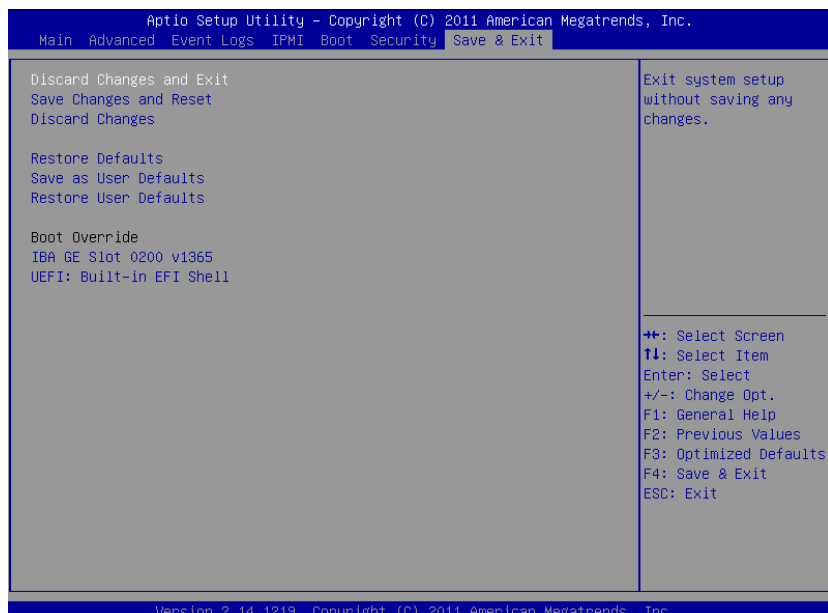 Aptio Setup Utility – Copyright (C) 2011 American Megatrends, Inc.
Main Advanced Event Logs IPMI Boot Security Save & Exit
Discard Changes and Exit
Save Changes and Reset
Discard Changes
Restore Defaults
Save as User Defaults
Restore User Defaults
Boot Override
IBA GE Slot 0200 v1365
UEFI: Built-in EFI Shell
Exit system setup
without saving any
changes.
→←: Select Screen
↑↓: Select Item
Enter: Select
+/-: Change Opt.
F1: General Help
F2: Previous Values
F3: Optimized Defaults
F4: Save & Exit
ESC: Exit
Version 2.14.1219. Copyright (C) 2011 American Megatrends, Inc.